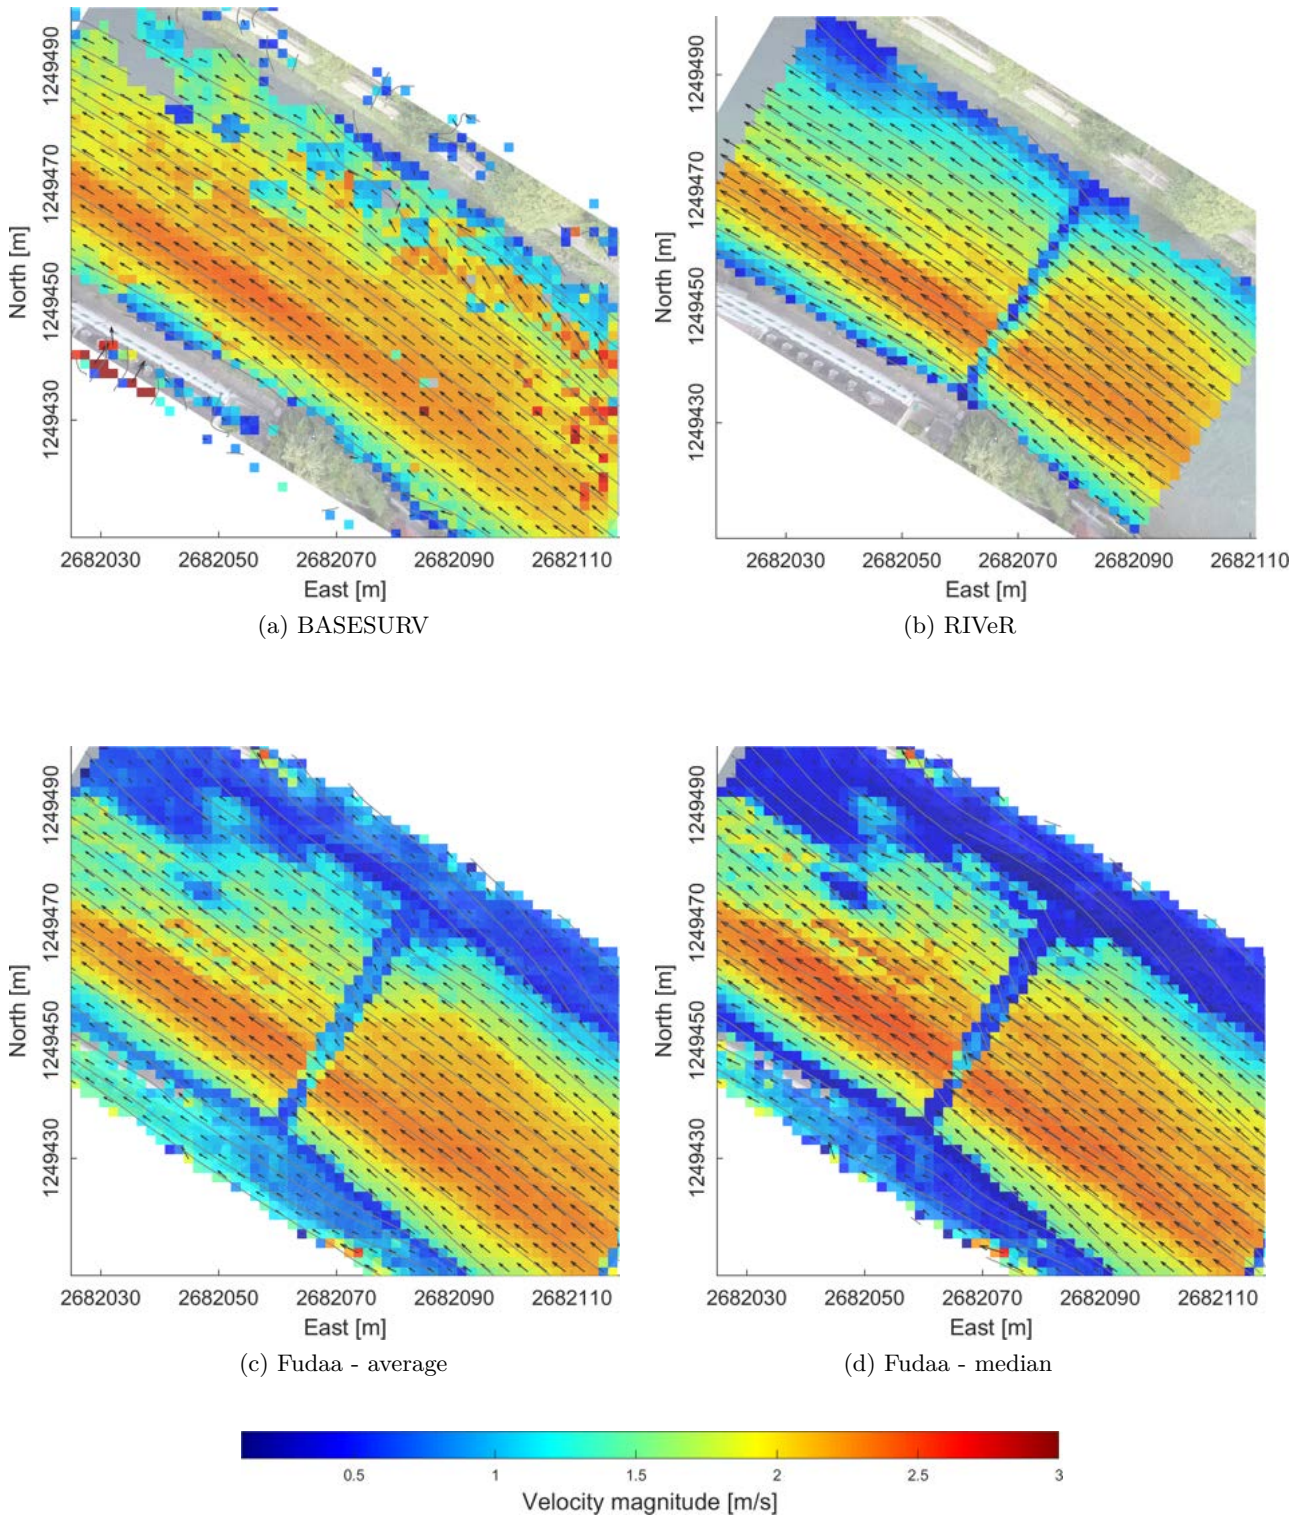 1249490
1249470
1249450
1249430
North [m]
2682030 2682050 2682070 2682090 2682110
East [m]
(a) BASESURV
1249490
1249470
1249450
1249430
North [m]
2682030 2682050 2682070 2682090 2682110
East [m]
(b) RIVeR
1249490
1249470
1249450
1249430
North [m]
2682030 2682050 2682070 2682090 2682110
East [m]
(c) Fudaa - average
1249490
1249470
1249450
1249430
North [m]
2682030 2682050 2682070 2682090 2682110
East [m]
(d) Fudaa - median
0.5 1 1.5 2 2.5 3
Velocity magnitude [m/s]